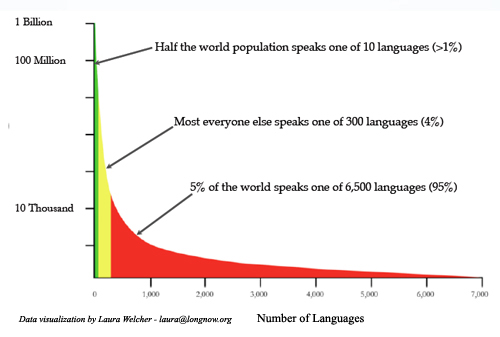 1 Billion
Half the world population speaks one of 10 languages (>1%)
100 Million
Most everyone else speaks one of 300 languages (4%)
5% of the world speaks one of 6,500 languages (95%)
10 Thousand
0 1,000 2,000 3,000 4,000 5,000 6,000 7,000
Data visualization by Laura Welcher - laura@longnow.org Number of Languages